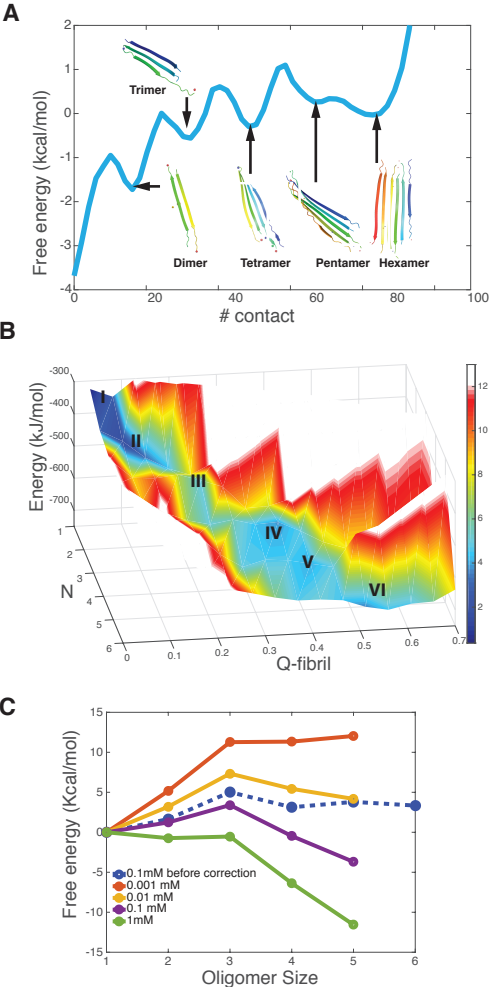 A
Free energy (kcal/mol)
2
1
0
-1
-2
-3
-4
Trimer
Dimer
Tetramer
Pentamer
Hexamer
0
20
40
60
80
100
# contact
B
Energy (kJ/mol)
-300
-400
-500
-600
-700
I
II
III
IV
V
VI
12
10
8
6
4
2
1
2
3
4
5
6
N
0
0.1
0.2
0.3
0.4
0.5
0.6
0.7
Q-fibril
C
Free energy (Kcal/mol)
15
10
5
0
-5
-10
-15
0.1mM before correction
0.001 mM
0.01 mM
0.1 mM
1mM
1
2
3
4
5
6
Oligomer Size